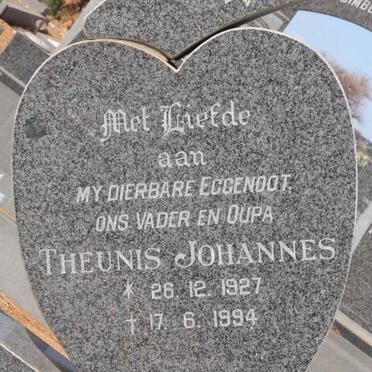 Met Liefde
aan
MY DIERBARE EGGENOOT,
ONS VADER EN OUPA
THEUNIS JOHANNES
* 26. 12. 1927
† 17. 6. 1994